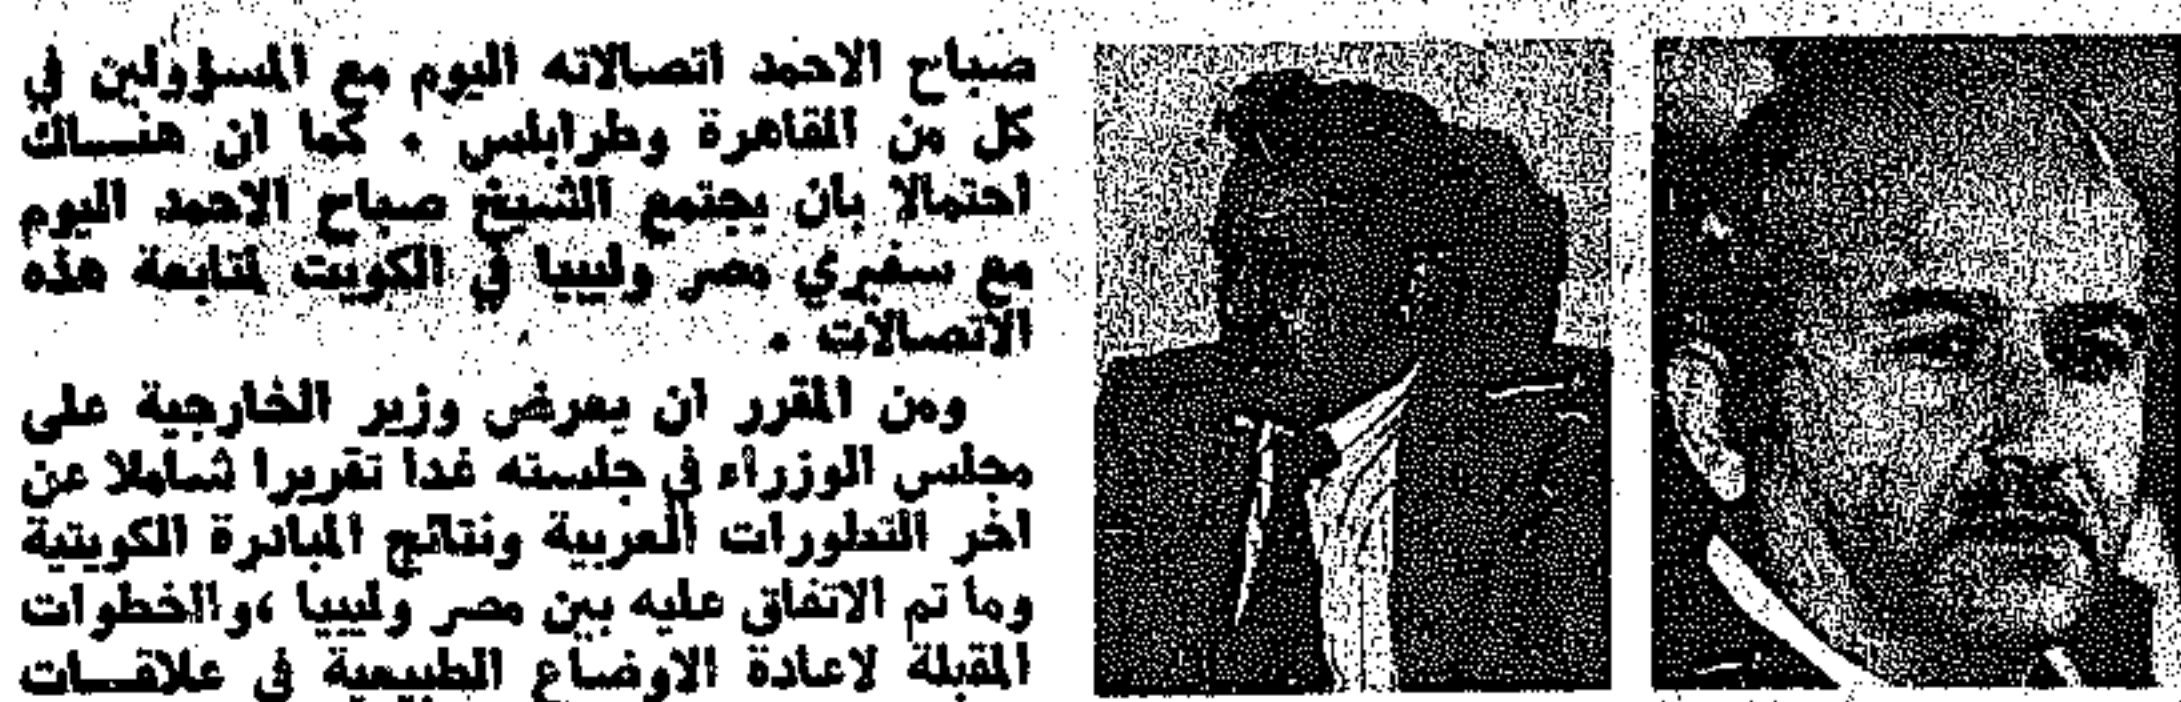 صباح الاحمد اتصالاته اليوم مع المسؤولين في
كل من القاهرة وطرابلس . كما ان هنـــاك
احتمالا بان يجتمع الشيخ صباح الاحمد اليوم
مع سفيري مصر وليبيا في الكويت لمتابعة هذه
الاتصالات .
ومن المقرر ان يعرض وزير الخارجية على
مجلس الوزراء في جلسته غدا تقريرا شاملا عن
اخر التطورات العربية ونتائج المبادرة الكويتية
وما تم الاتفاق عليه بين مصر وليبيا ،والخطوات
المقبلة لاعادة الاوضاع الطبيعية في علاقـــات